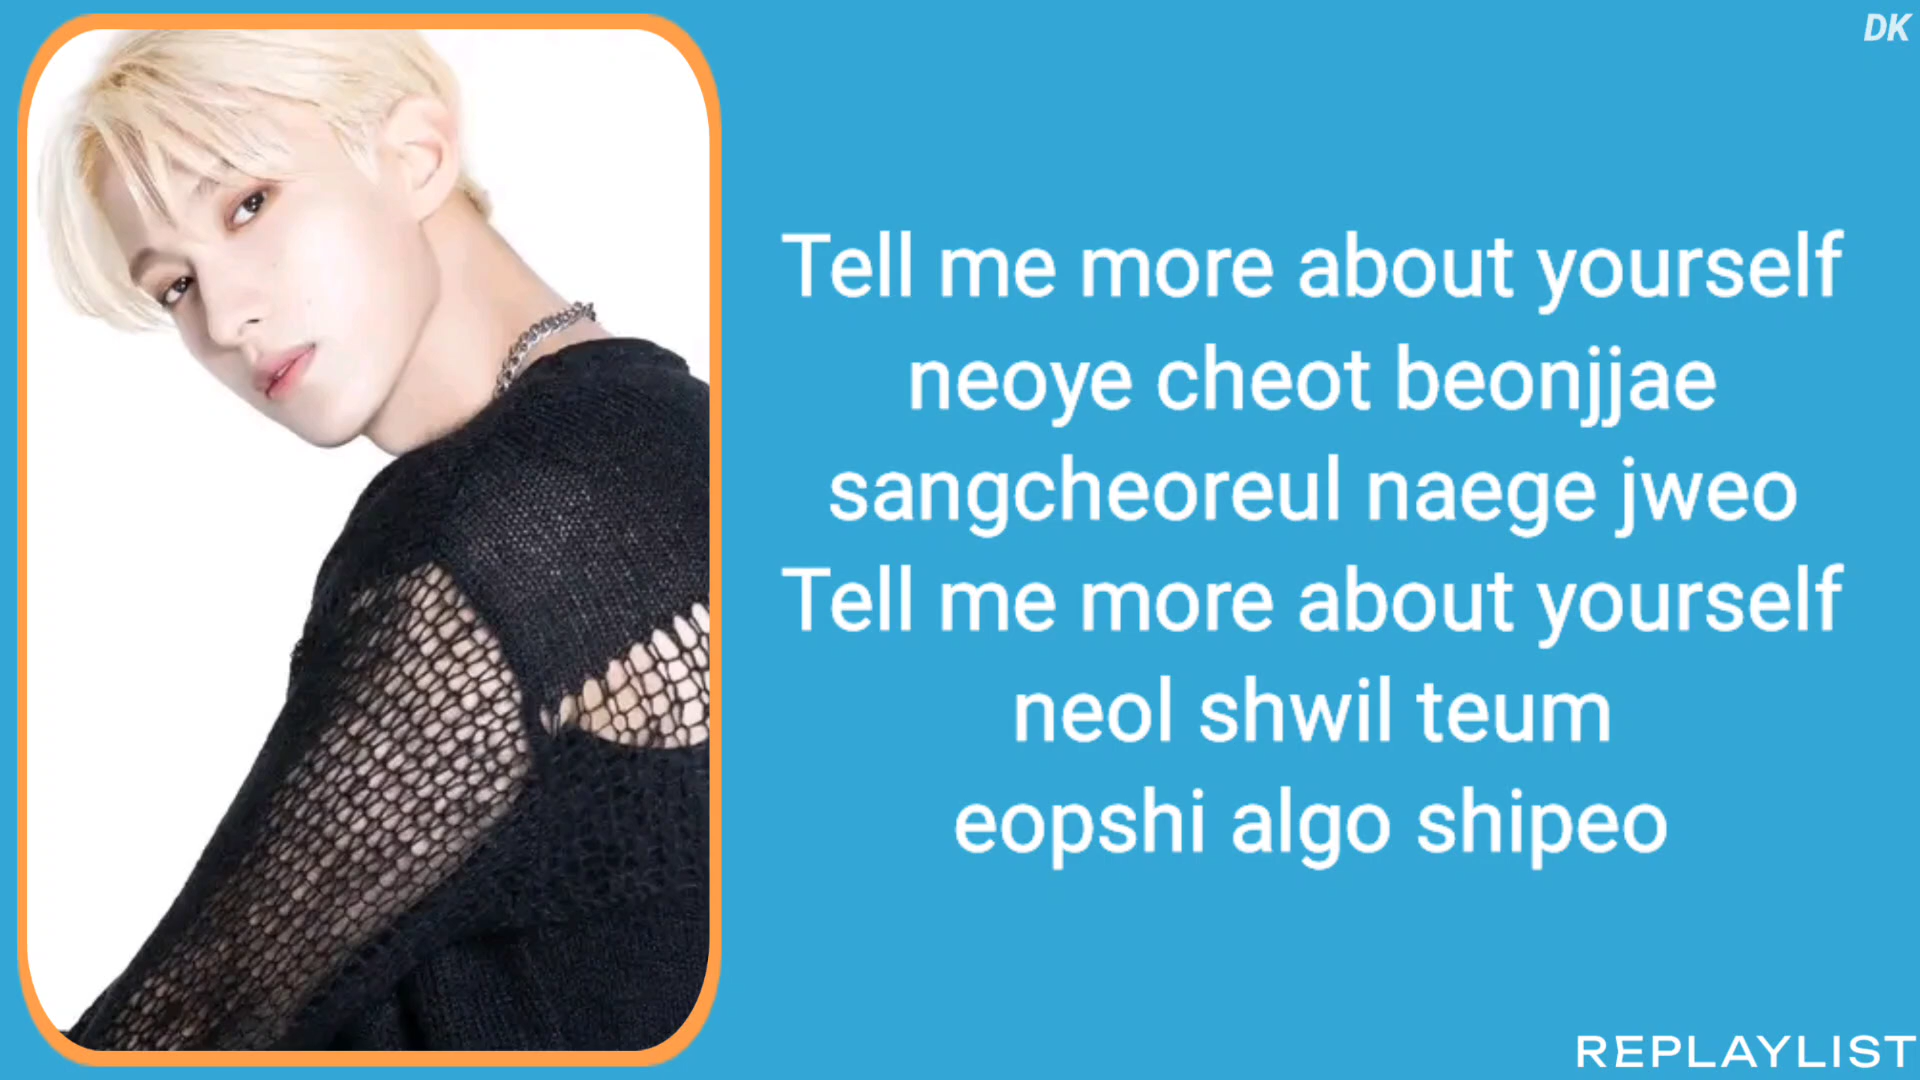 DK
Tell me more about yourself
neoye cheot beonjjae
sangcheoreul naege jweo
Tell me more about yourself
neol shwil teum
eopshi algo shipeo
REPLAYLIST